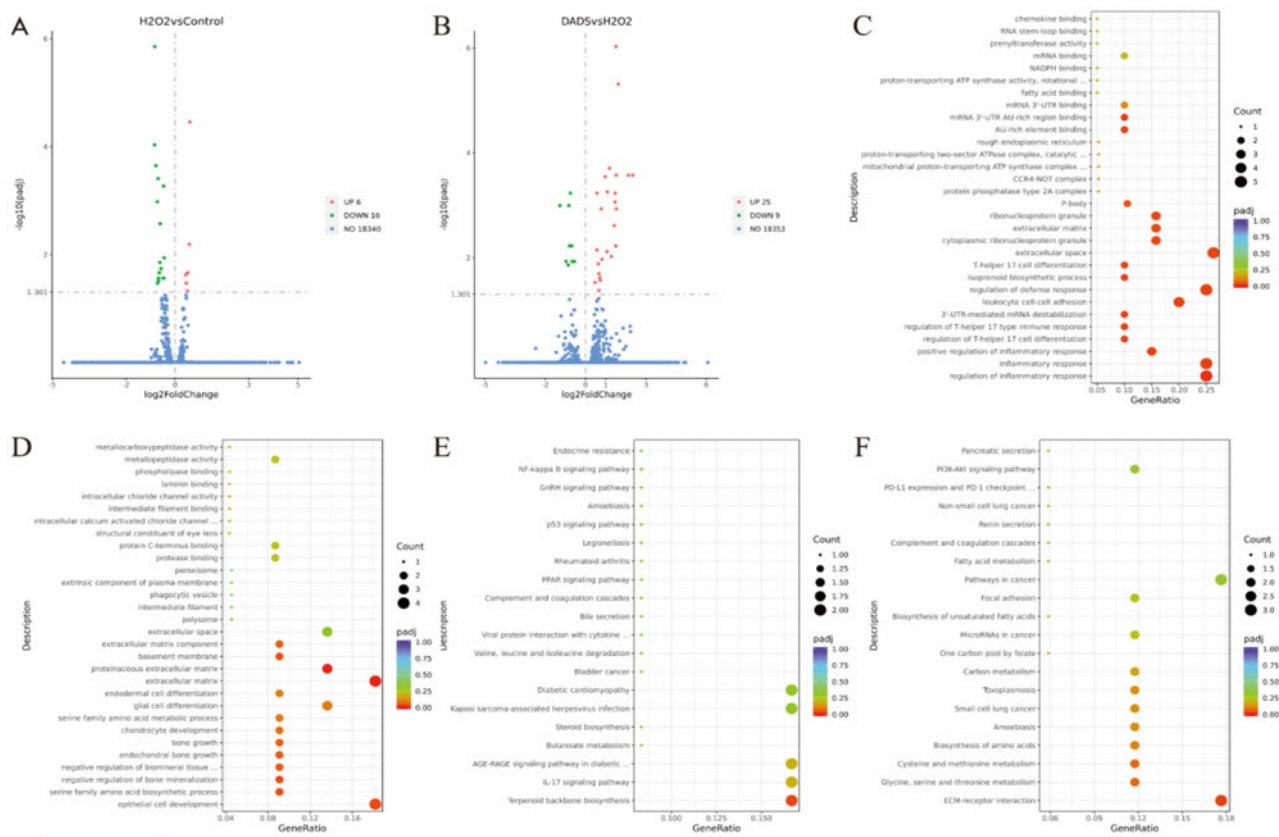 A
H2O2vsControl
6
4
2
1.301
-log10(padj)
-5
-2
0
2
5
log2FoldChange
UP 6
DOWN 16
NO 18340
B
DADSvsH2O2
6
4
2
1.301
-log10(padj)
-5
-2
0
2
4
6
log2FoldChange
UP 25
DOWN 9
NO 18353
C
chemokine binding
RNA stem-loop binding
prenyltransferase activity
mRNA binding
NADPH binding
proton-transporting ATP synthase activity, rotational ...
fatty acid binding
mRNA 3'-UTR binding
mRNA 3'-UTR AU-rich region binding
AU-rich element binding
rough endoplasmic reticulum
proton-transporting two-sector ATPase complex, catalytic ...
mitochondrial proton-transporting ATP synthase complex ...
CCR4-NOT complex
protein phosphatase type 2A complex
P-body
ribonucleoprotein granule
extracellular matrix
cytoplasmic ribonucleoprotein granule
extracellular space
T-helper 17 cell differentiation
isoprenoid biosynthetic process
regulation of defense response
leukocyte cell-cell adhesion
3'-UTR-mediated mRNA destabilization
regulation of T-helper 17 type immune response
regulation of T-helper 17 cell differentiation
positive regulation of inflammatory response
inflammatory response
regulation of inflammatory response
Description
0.05 0.10 0.15 0.20 0.25
GeneRatio
Count
1
2
3
4
5
padj
1.00
0.75
0.50
0.25
0.00
D
metallocarboxypeptidase activity
metallopeptidase activity
phospholipase binding
laminin binding
intracellular chloride channel activity
intermediate filament binding
intracellular calcium activated chloride channel ...
structural constituent of eye lens
protein C-terminus binding
protease binding
peroxisome
extrinsic component of plasma membrane
phagocytic vesicle
intermediate filament
polysome
extracellular space
extracellular matrix component
basement membrane
proteinaceous extracellular matrix
extracellular matrix
endodermal cell differentiation
glial cell differentiation
serine family amino acid metabolic process
chondrocyte development
bone growth
endochondral bone growth
negative regulation of biomineral tissue ...
negative regulation of bone mineralization
serine family amino acid biosynthetic process
epithelial cell development
Description
0.04 0.08 0.12 0.16
GeneRatio
Count
1
2
3
4
padj
1.00
0.75
0.50
0.25
0.00
E
Endocrine resistance
NF-kappa B signaling pathway
GnRH signaling pathway
Amoebiasis
p53 signaling pathway
Legionellosis
Rheumatoid arthritis
PPAR signaling pathway
Complement and coagulation cascades
Bile secretion
Viral protein interaction with cytokine ...
Valine, leucine and isoleucine degradation
Bladder cancer
Diabetic cardiomyopathy
Kaposi sarcoma-associated herpesvirus infection
Steroid biosynthesis
Butanoate metabolism
AGE-RAGE signaling pathway in diabetic ...
IL-17 signaling pathway
Terpenoid backbone biosynthesis
Description
0.100 0.125 0.150
GeneRatio
Count
1.00
1.25
1.50
1.75
2.00
padj
1.00
0.75
0.50
0.25
0.00
F
Pancreatic secretion
PI3K-Akt signaling pathway
PD-L1 expression and PD-1 checkpoint ...
Non-small cell lung cancer
Renin secretion
Complement and coagulation cascades
Fatty acid metabolism
Pathways in cancer
Focal adhesion
Biosynthesis of unsaturated fatty acids
MicroRNAs in cancer
One carbon pool by folate
Carbon metabolism
Toxoplasmosis
Small cell lung cancer
Amoebiasis
Biosynthesis of amino acids
Cysteine and methionine metabolism
Glycine, serine and threonine metabolism
ECM-receptor interaction
Description
0.06 0.09 0.12 0.15 0.18
GeneRatio
Count
1.0
1.5
2.0
2.5
3.0
padj
1.00
0.75
0.50
0.25
0.00